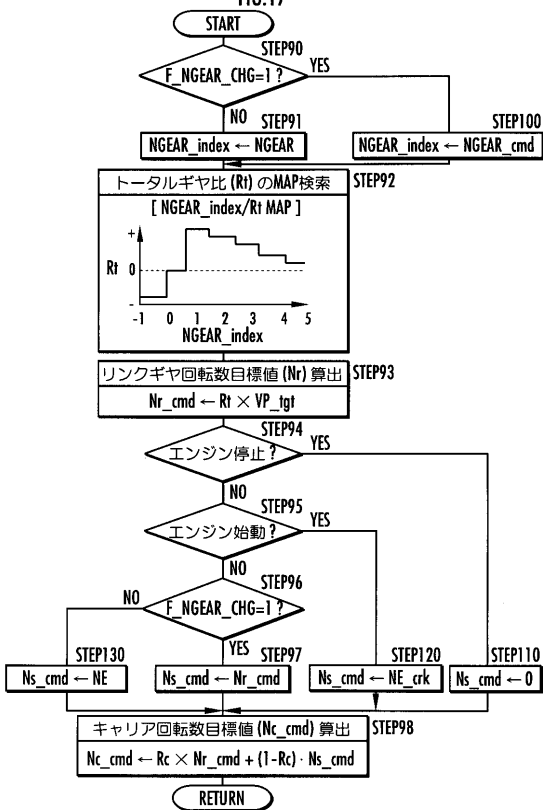 FIG.17
START
STEP90
F_NGEAR_CHG=1 ?
YES
NO
STEP91
STEP100
NGEAR_index ← NGEAR
NGEAR_index ← NGEAR_cmd
トータルギヤ比 (Rt) のMAP検索
STEP92
[ NGEAR_index/Rt MAP ]
+
Rt 0
-
-1 0 1 2 3 4 5
NGEAR_index
リンクギヤ回転数目標値 (Nr) 算出
STEP93
Nr_cmd ← Rt × VP_tgt
STEP94
エンジン停止 ?
YES
NO
STEP95
エンジン始動 ?
YES
NO
STEP96
NO
F_NGEAR_CHG=1 ?
YES
STEP130
STEP97
STEP120
STEP110
Ns_cmd ← NE
Ns_cmd ← Nr_cmd
Ns_cmd ← NE_crk
Ns_cmd ← 0
キャリア回転数目標値 (Nc_cmd) 算出
STEP98
Nc_cmd ← Rc × Nr_cmd + (1-Rc) · Ns_cmd
RETURN